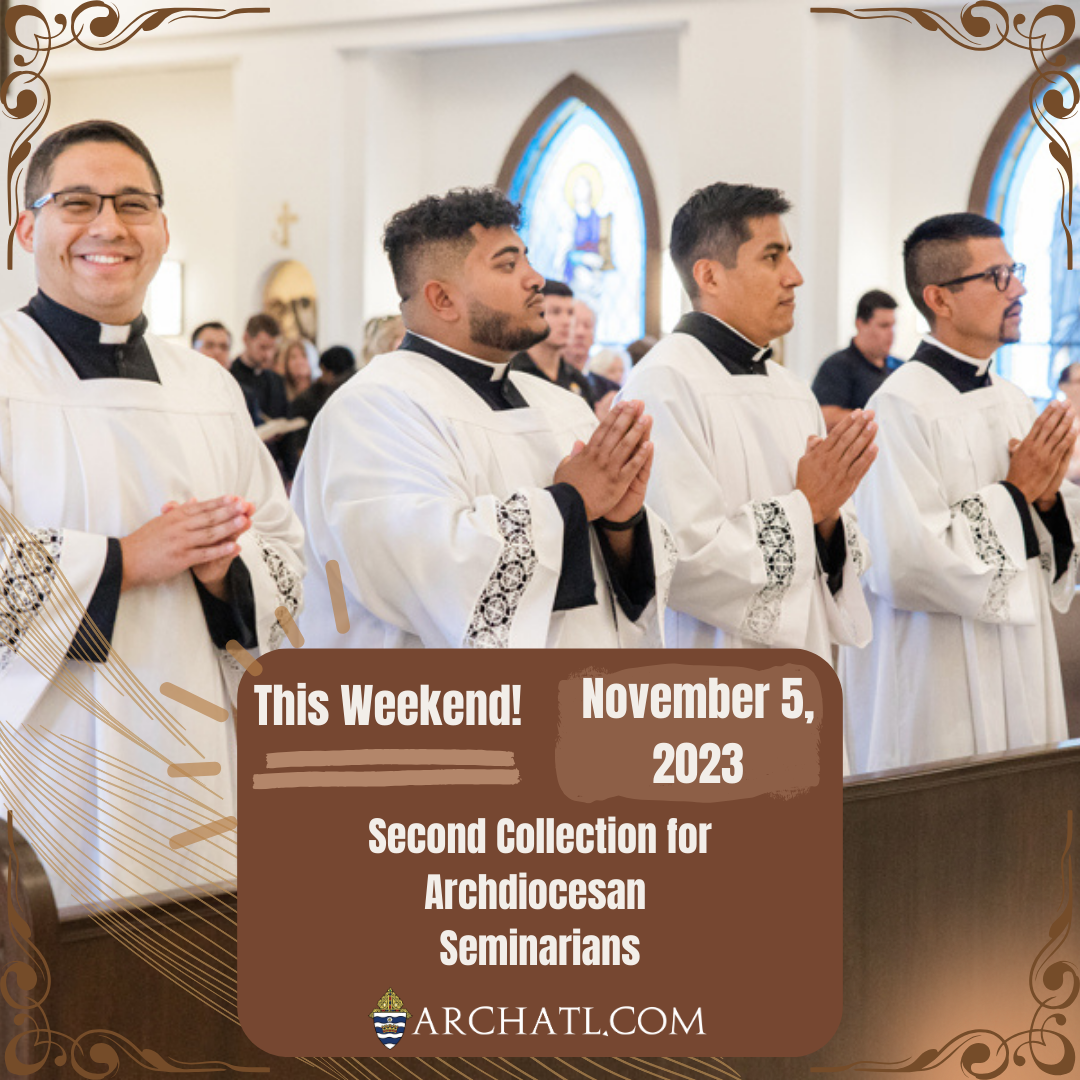 This Weekend!
November 5,
2023
Second Collection for
Archdiocesan
Seminarians
ARCHATL.COM